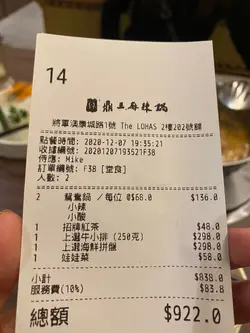 14
鼎王麻辣鍋
將軍澳康城路1號 The LOHAS 2樓202號舖
點餐時間: 2020-12-07 19:35:21
收據編號: 20201207193521F38
侍應: Mike
訂單編號: F38 [堂食]
人數: 2
2 鴛鴦鍋 /每位 @$68.0 $136.0
小辣
小酸
1 招牌紅茶 $48.0
1 上選牛小排 (250克) $298.0
1 上選海鮮拼盤 $298.0
1 娃娃菜 $58.0
小計 $838.0
服務費(10%) $83.8
總額 $922.0